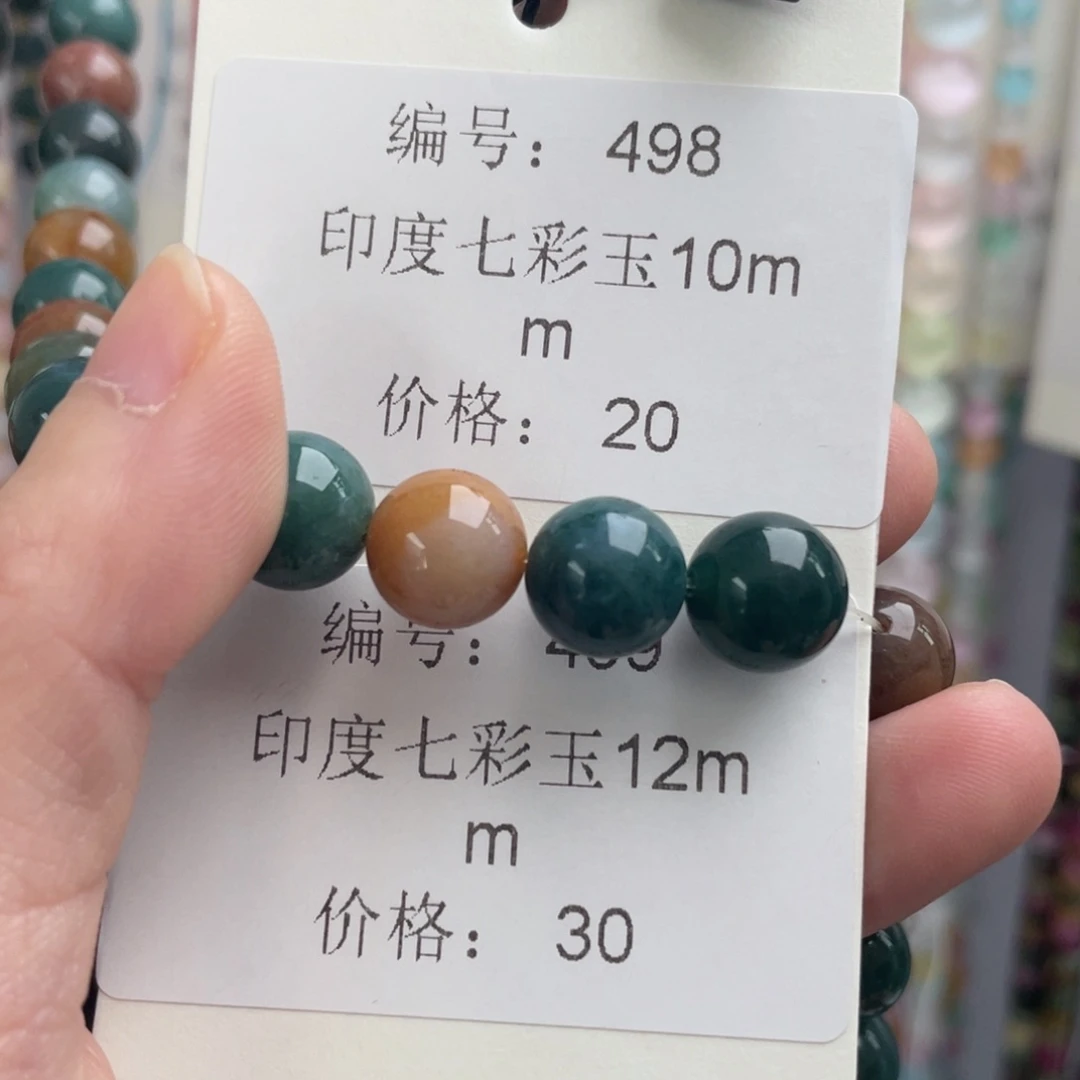 编号： 498
印度七彩玉10m
m
价格： 20
编号： 499
印度七彩玉12m
m
价格： 30